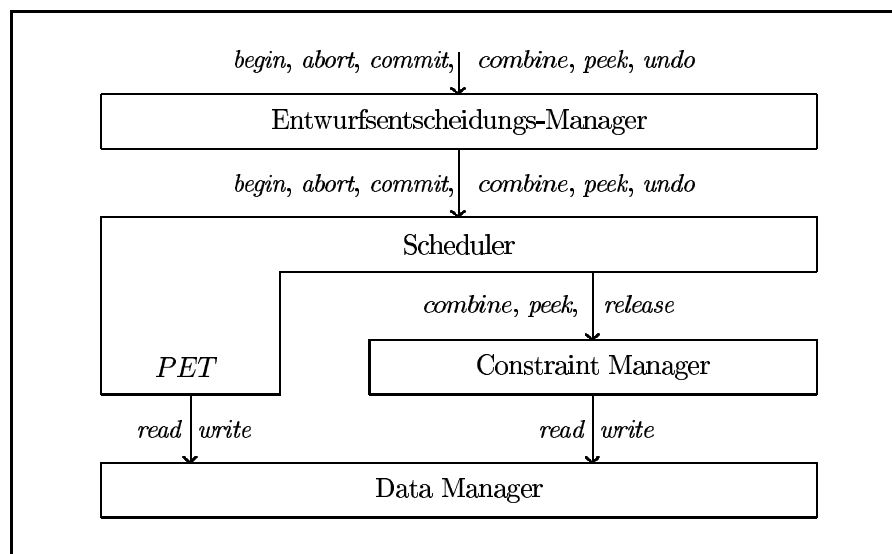 begin, abort, commit, combine, peek, undo
Entwurfsentscheidungs-Manager
begin, abort, commit, combine, peek, undo
Scheduler
combine, peek, release
PET
Constraint Manager
read write
read write
Data Manager